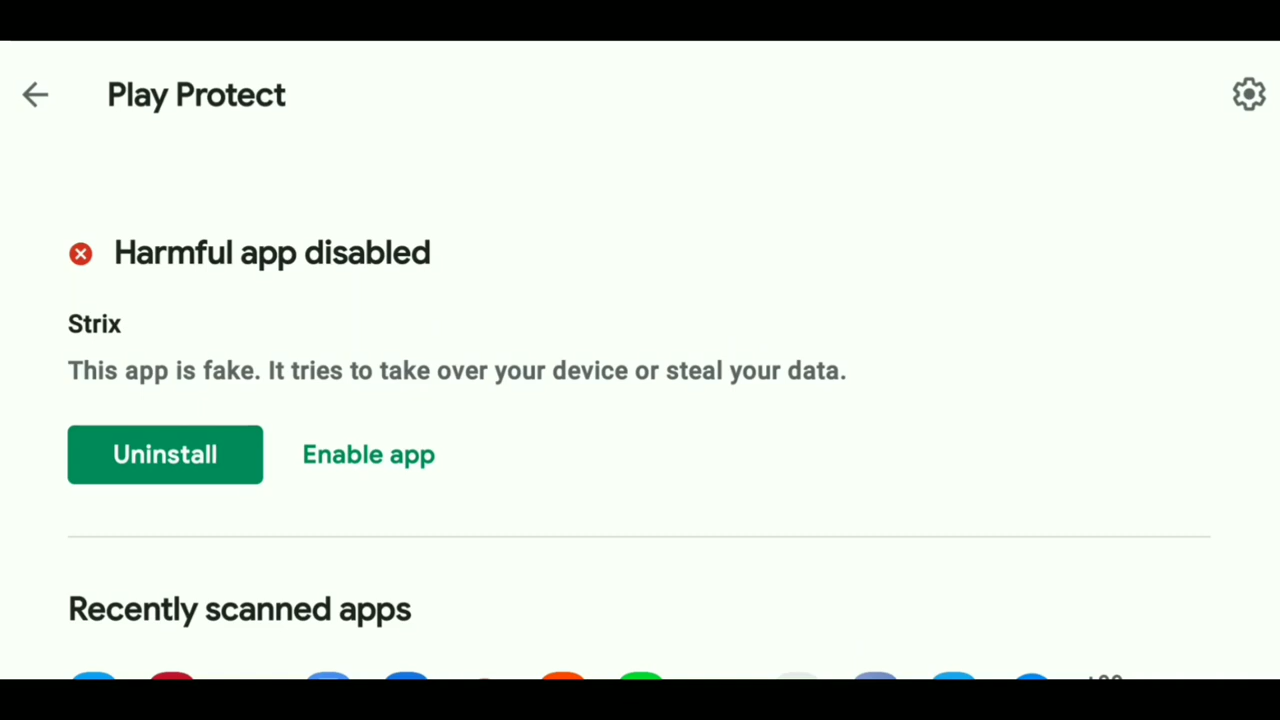 Play Protect
Harmful app disabled
Strix
This app is fake. It tries to take over your device or steal your data.
Uninstall
Enable app
Recently scanned apps